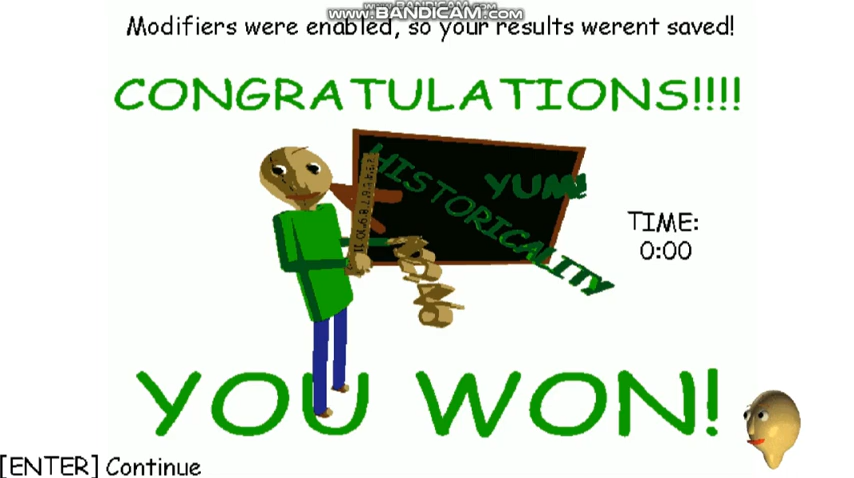 www.BANDICAM.com
Modifiers were enabled, so your results werent saved!
CONGRATULATIONS!!!!
HISTORICALITY
YUM!
TIME:
0:00
YOU WON!
[ENTER] Continue